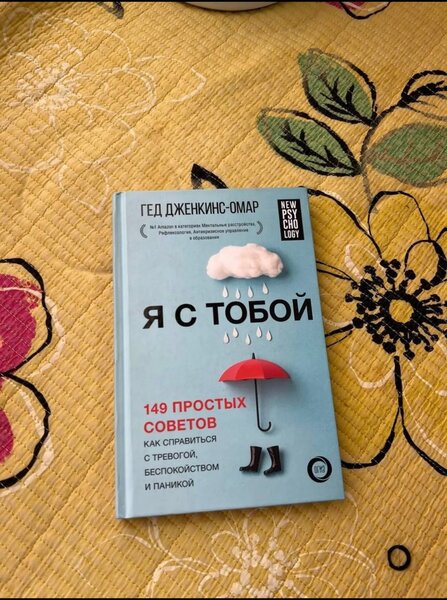 ГЕД ДЖЕНКИНС-ОМАР
№1 Amazon в категориях Ментальные расстройства,
Рефлексология, Антикризисное управление
в образовании
NEW
PSY
CHO
LOGY
Я С ТОБОЙ
149 ПРОСТЫХ
СОВЕТОВ
КАК СПРАВИТЬСЯ
С ТРЕВОГОЙ,
БЕСПОКОЙСТВОМ
И ПАНИКОЙ